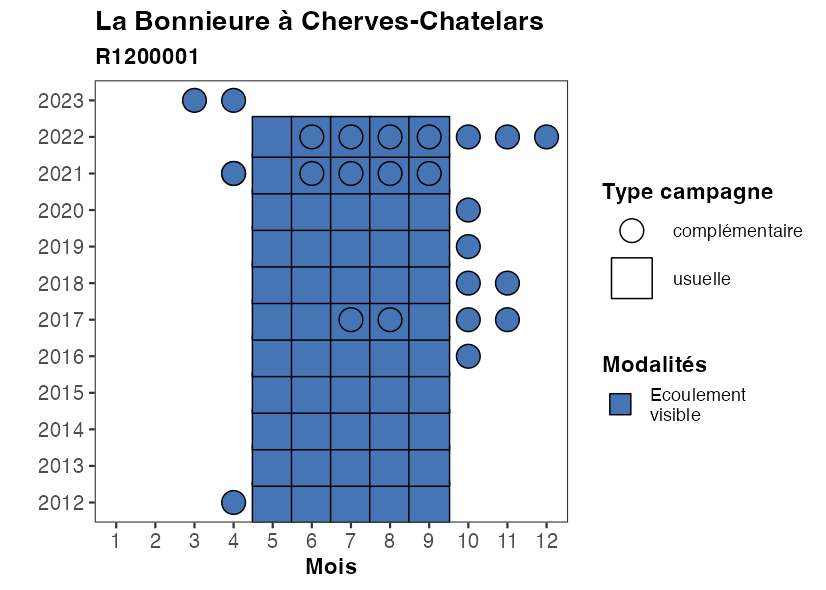 La Bonnieure à Cherves-Chatelars
R1200001
2023
2022
2021
2020
2019
2018
2017
2016
2015
2014
2013
2012
1 2 3 4 5 6 7 8 9 10 11 12
Mois
Type campagne
complémentaire
usuelle
Modalités
Ecoulement
visible